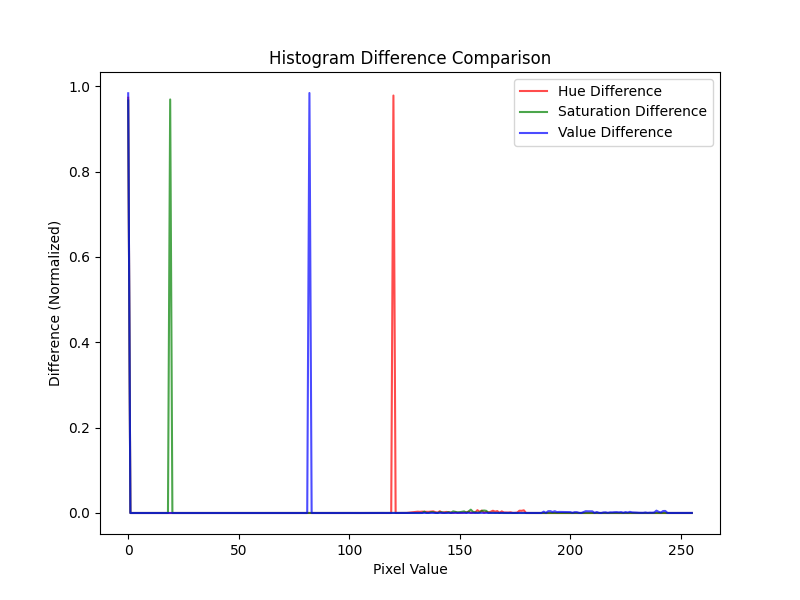 Histogram Difference Comparison
Hue Difference
Saturation Difference
Value Difference
1.0
0.8
0.6
0.4
0.2
0.0
Difference (Normalized)
0 50 100 150 200 250
Pixel Value